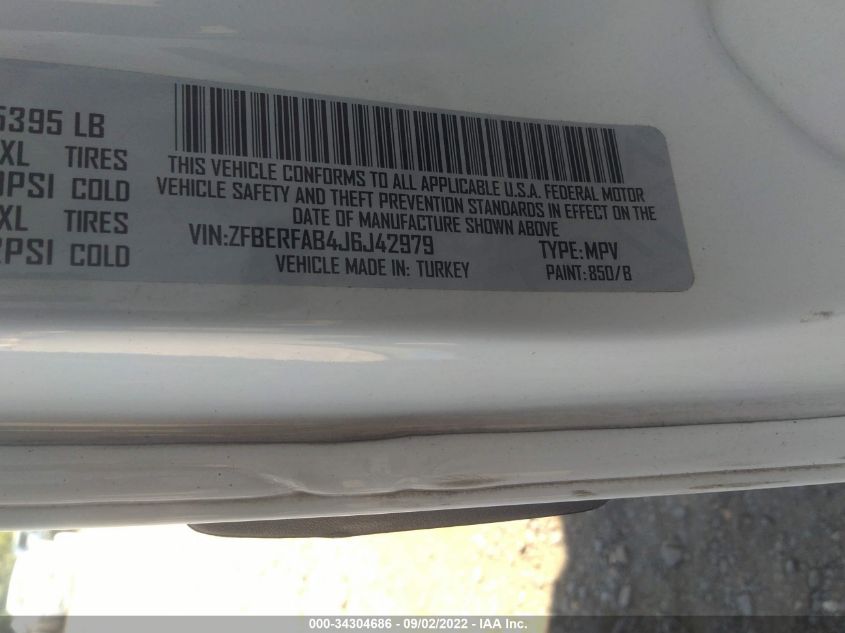 5395 LB
XL TIRES
PSI COLD
XL TIRES
PSI COLD
THIS VEHICLE CONFORMS TO ALL APPLICABLE U.S.A. FEDERAL MOTOR
VEHICLE SAFETY AND THEFT PREVENTION STANDARDS IN EFFECT ON THE
DATE OF MANUFACTURE SHOWN ABOVE
VIN:ZFBERFAB4J6J42979 TYPE:MPV
VEHICLE MADE IN: TURKEY PAINT:850/B
000-34304686 - 09/02/2022 - IAA Inc.